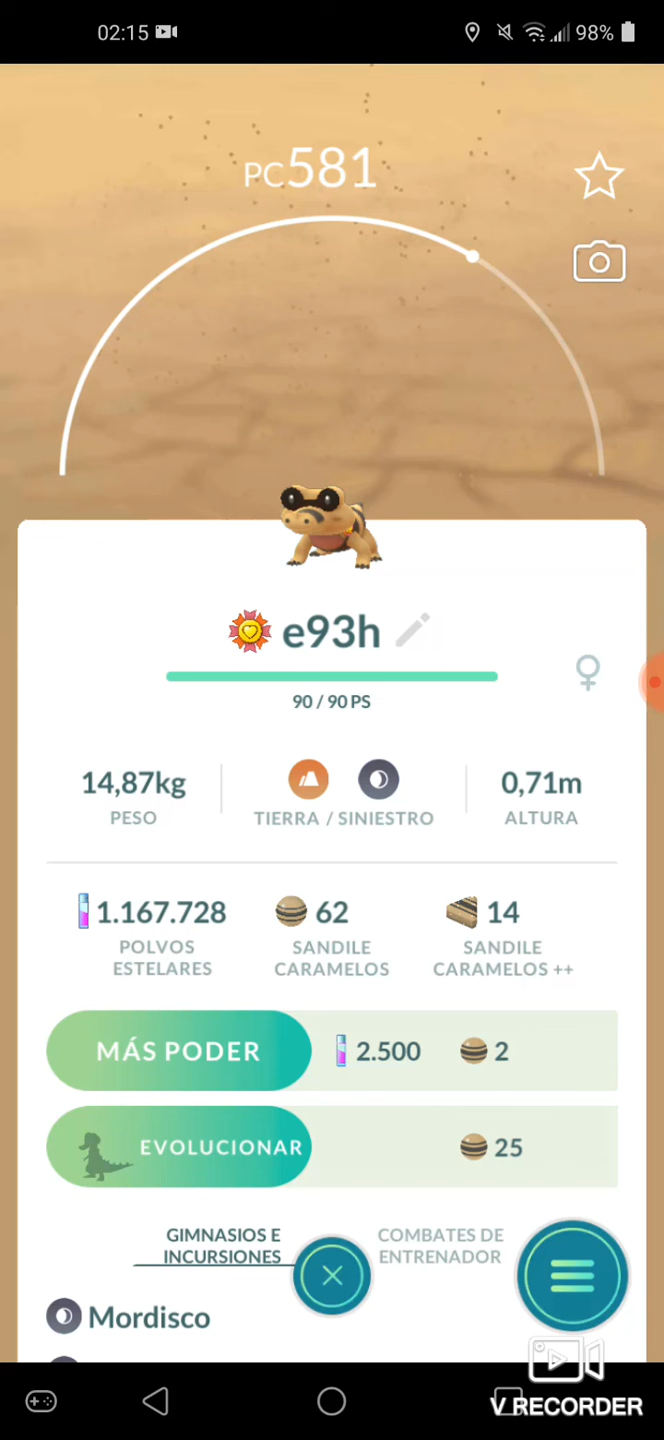 02:15
98%
PC581
e93h
90 / 90 PS
14,87kg
PESO
TIERRA / SINIESTRO
0,71m
ALTURA
1.167.728
POLVOS
ESTELARES
62
SANDILE
CARAMELOS
14
SANDILE
CARAMELOS ++
MÁS PODER
2.500
2
EVOLUCIONAR
25
GIMNASIOS E
INCURSIONES
COMBATES DE
ENTRENADOR
Mordisco
V RECORDER